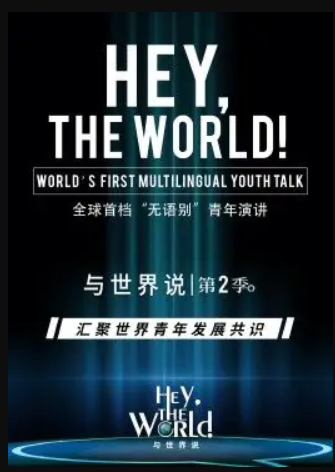 HEY,
THE WORLD!
WORLD'S FIRST MULTILINGUAL YOUTH TALK
全球首档“无语别”青年演讲
与世界说|第2季。
汇聚世界青年发展共识
HEY,
THE
WORLD!
与世界说